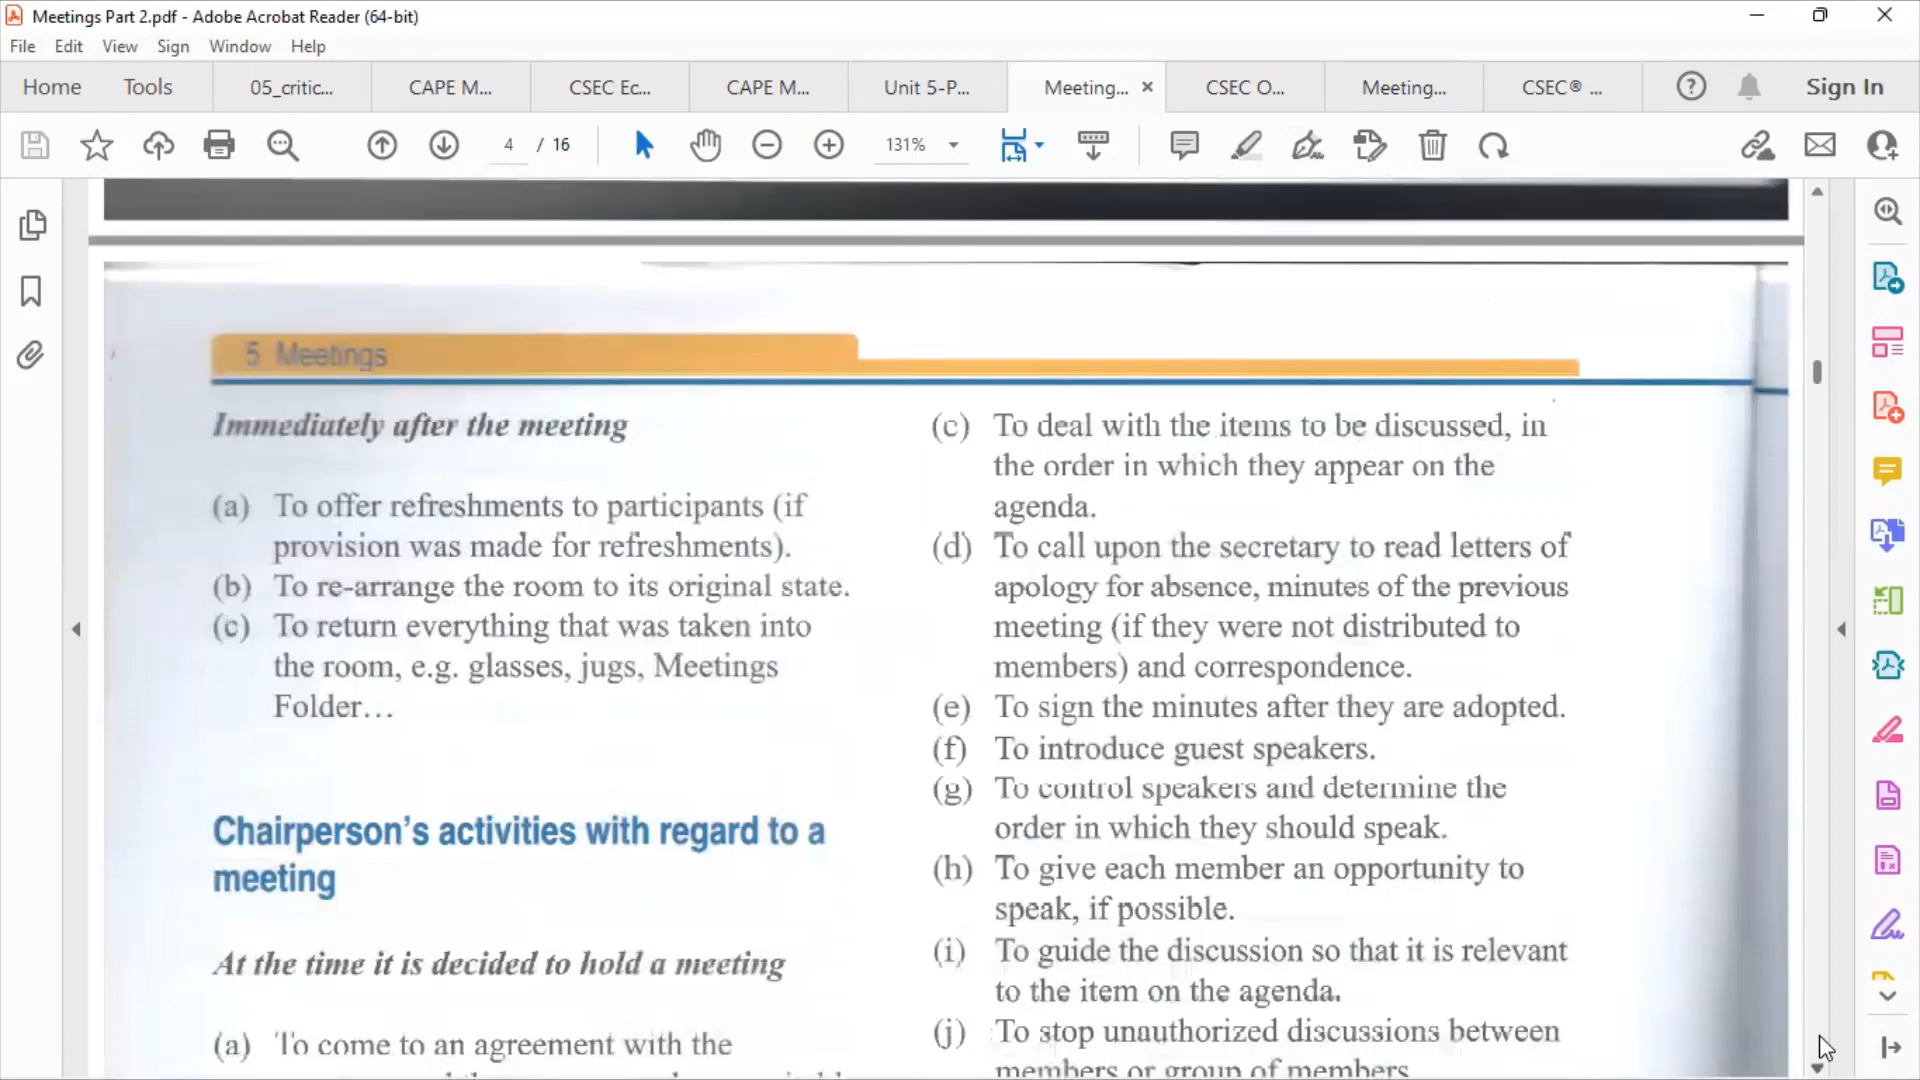 Meetings Part 2.pdf - Adobe Acrobat Reader (64-bit)
File Edit View Sign Window Help
Home Tools 05_critic... CAPE M... CSEC Ec... CAPE M... Unit 5-P... Meeting... CSEC O... Meeting... CSEC® ... Sign In
4 / 16 131%
5 Meetings
Immediately after the meeting
(a) To offer refreshments to participants (if
provision was made for refreshments).
(b) To re-arrange the room to its original state.
(c) To return everything that was taken into
the room, e.g. glasses, jugs, Meetings
Folder…
Chairperson's activities with regard to a
meeting
At the time it is decided to hold a meeting
(a) To come to an agreement with the
(c) To deal with the items to be discussed, in
the order in which they appear on the
agenda.
(d) To call upon the secretary to read letters of
apology for absence, minutes of the previous
meeting (if they were not distributed to
members) and correspondence.
(e) To sign the minutes after they are adopted.
(f) To introduce guest speakers.
(g) To control speakers and determine the
order in which they should speak.
(h) To give each member an opportunity to
speak, if possible.
(i) To guide the discussion so that it is relevant
to the item on the agenda.
(j) To stop unauthorized discussions between
members or group of members